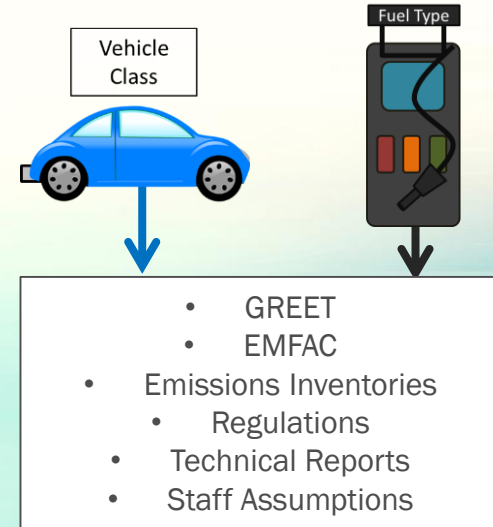 Fuel Type
Vehicle
Class
• GREET
• EMFAC
• Emissions Inventories
• Regulations
• Technical Reports
• Staff Assumptions